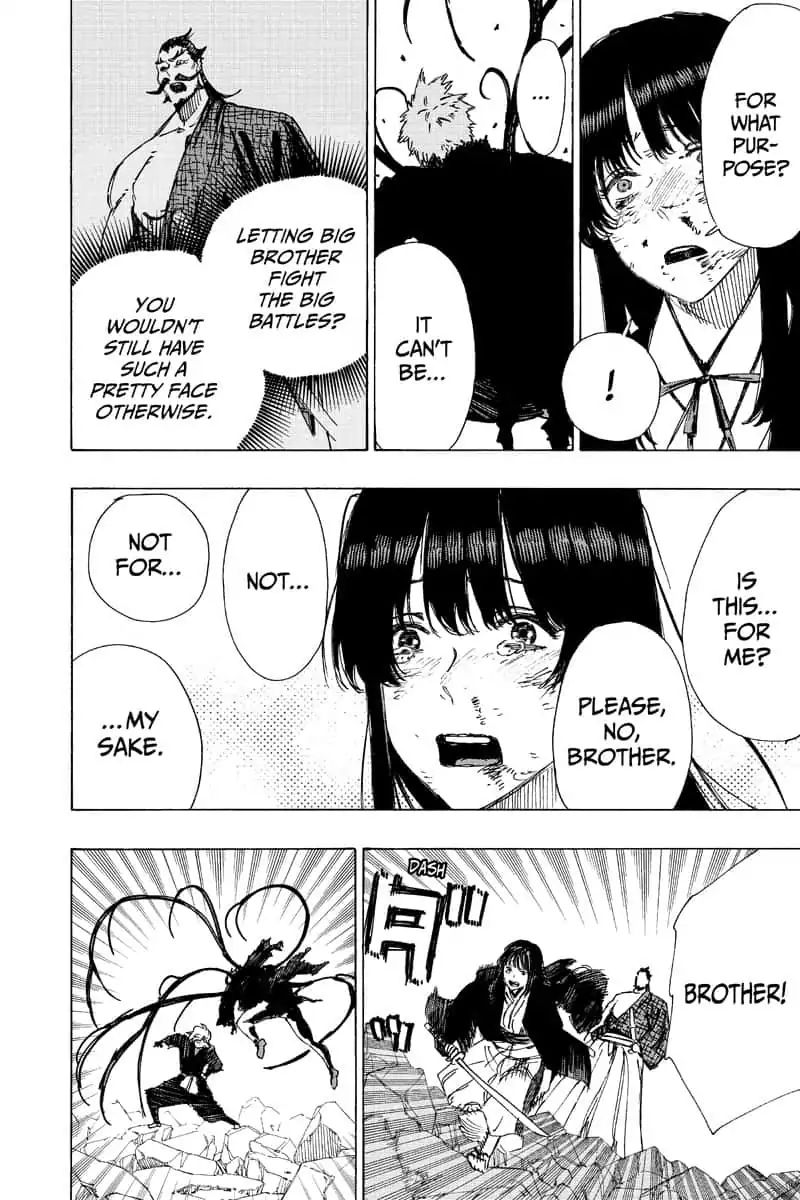 FOR
WHAT
PUR-
POSE?
!
...
IT
CAN'T
BE...
LETTING BIG
BROTHER
FIGHT
THE BIG
BATTLES?
YOU
WOULDN'T
STILL HAVE
SUCH A
PRETTY FACE
OTHERWISE.
IS
THIS...
FOR
ME?
PLEASE,
NO,
BROTHER.
NOT...
NOT
FOR...
...MY
SAKE.
BROTHER!
DASH